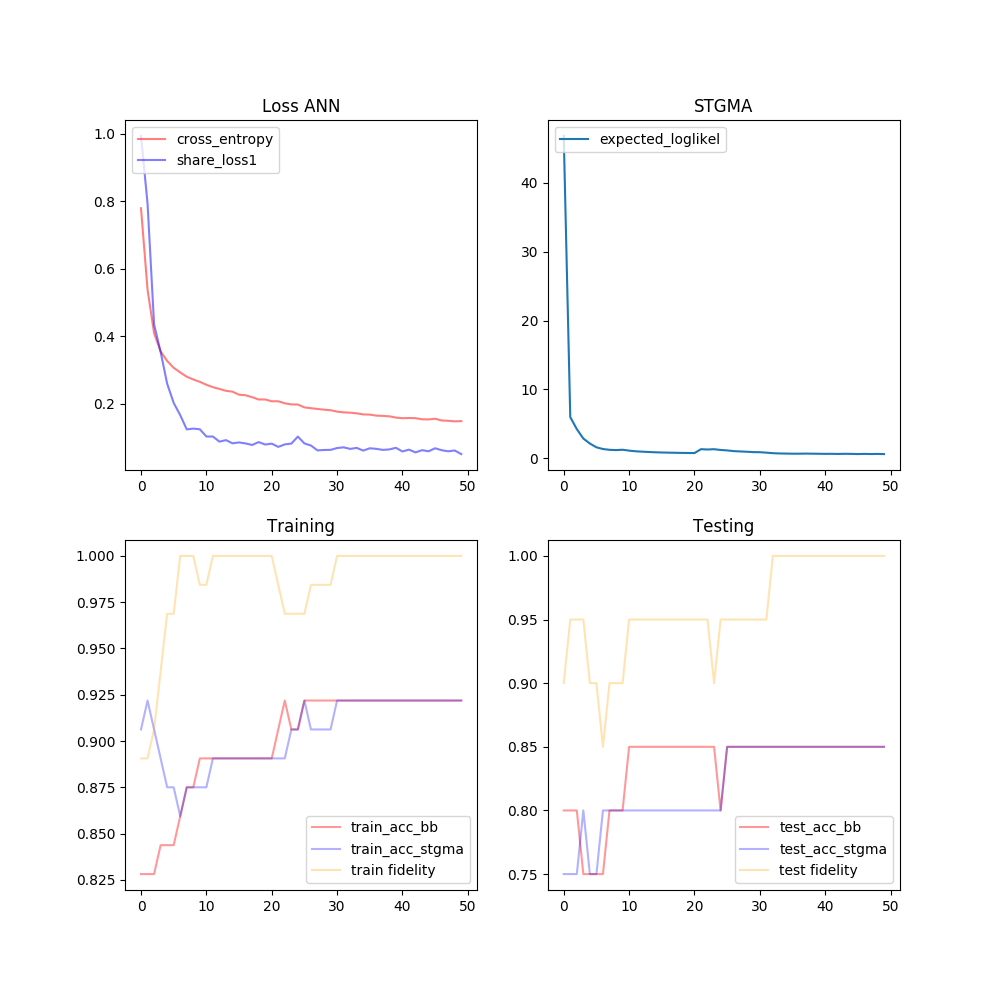 Loss ANN
1.0
0.8
0.6
0.4
0.2
cross_entropy
share_loss1
0 10 20 30 40 50
STGMA
40
30
20
10
0
expected_loglikel
0 10 20 30 40 50
Training
1.000
0.975
0.950
0.925
0.900
0.875
0.850
0.825
train_acc_bb
train_acc_stgma
train fidelity
0 10 20 30 40 50
Testing
1.00
0.95
0.90
0.85
0.80
0.75
test_acc_bb
test_acc_stgma
test fidelity
0 10 20 30 40 50